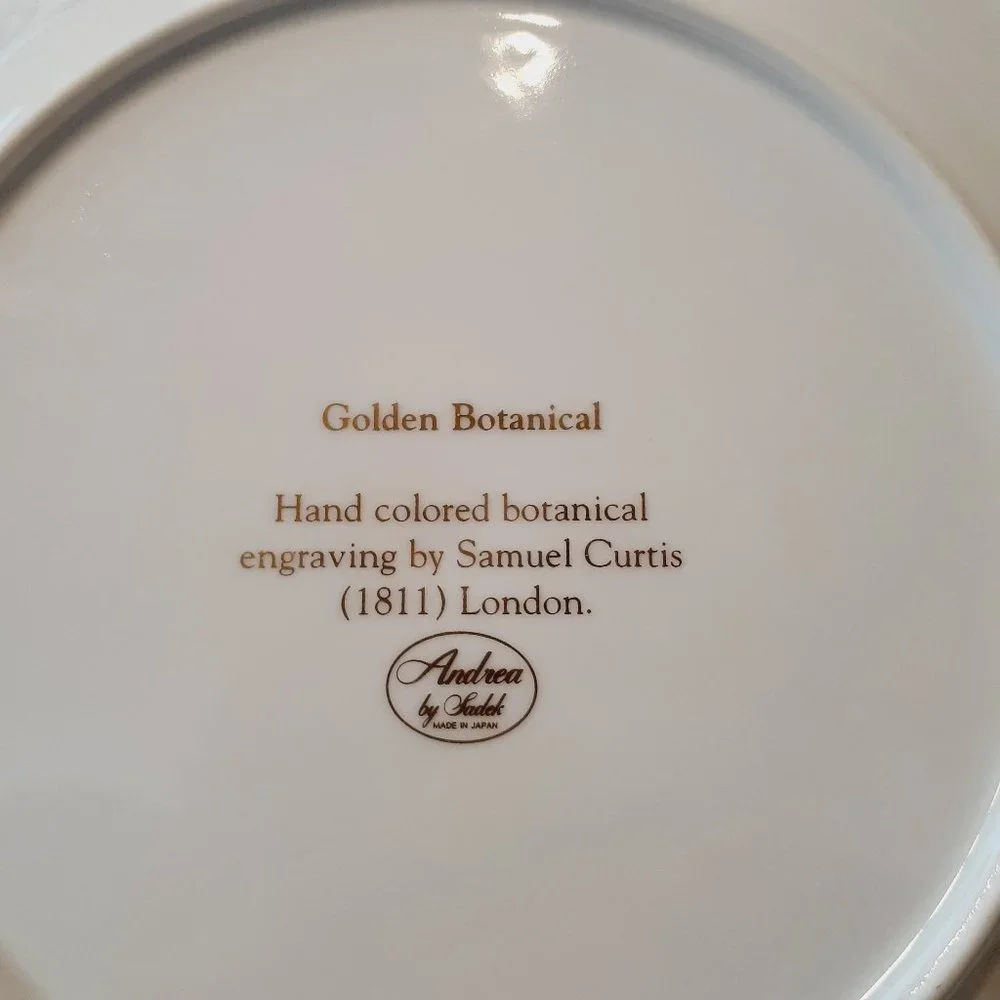 Golden Botanical
Hand colored botanical
engraving by Samuel Curtis
(1811) London.
Andrea
by Sadek
MADE IN JAPAN